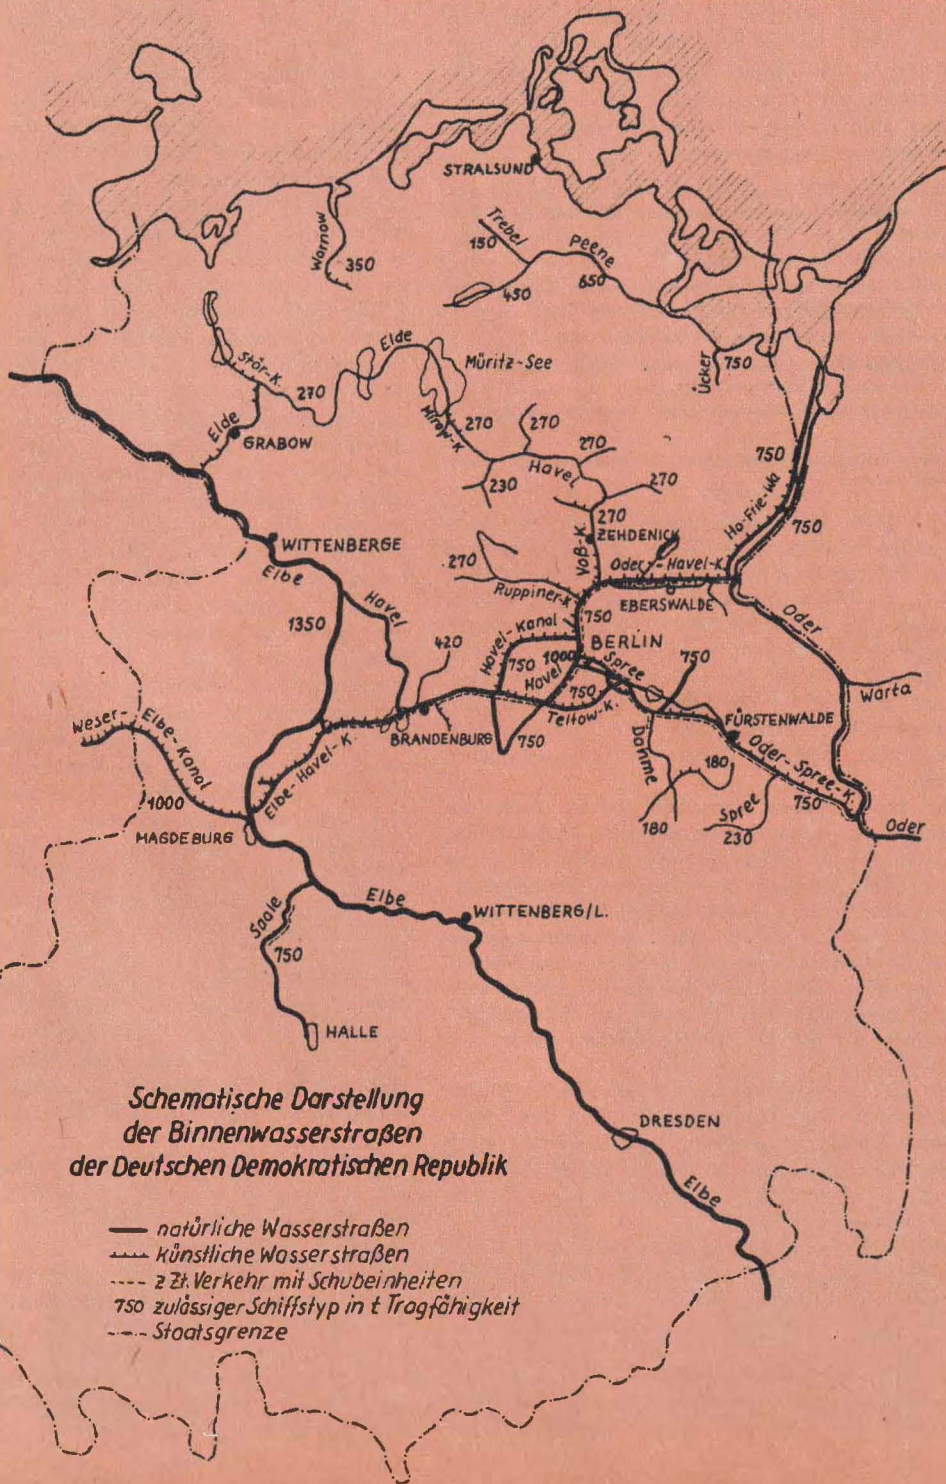 STRALSUND
Trebel
150
Peene
Warnow
350
450
650
Elde
Stör-K.
270
Müritz-See
Ücker
750
Elde
GRABOW
Mirow-K
270
270
270
Havel
230
270
270
750
Ho-Frie-Wa
750
ZEHDENICK
WITTENBERGE
Elbe
Voß-K.
Oder-Havel-K.
270
Ruppiner-K
EBERSWALDE
Havel
1350
Oder
750
Havel-Kanal
BERLIN
420
750
1000
Spree
750
Havel
750
Warta
Teltow-K.
Weser-Elbe-Kanal
BRANDENBURG
750
FÜRSTENWALDE
Elbe-Havel-K.
Dahme
Oder-Spree-K.
180
1000
750
MAGDEBURG
180
Spree
230
Oder
Elbe
Saale
WITTENBERG/L.
750
HALLE
Schematische Darstellung
der Binnenwasserstraßen
der Deutschen Demokratischen Republik
DRESDEN
Elbe
natürliche Wasserstraßen
künstliche Wasserstraßen
z Zt. Verkehr mit Schubeinheiten
750 zulässiger Schiffstyp in t Tragfähigkeit
Staatsgrenze